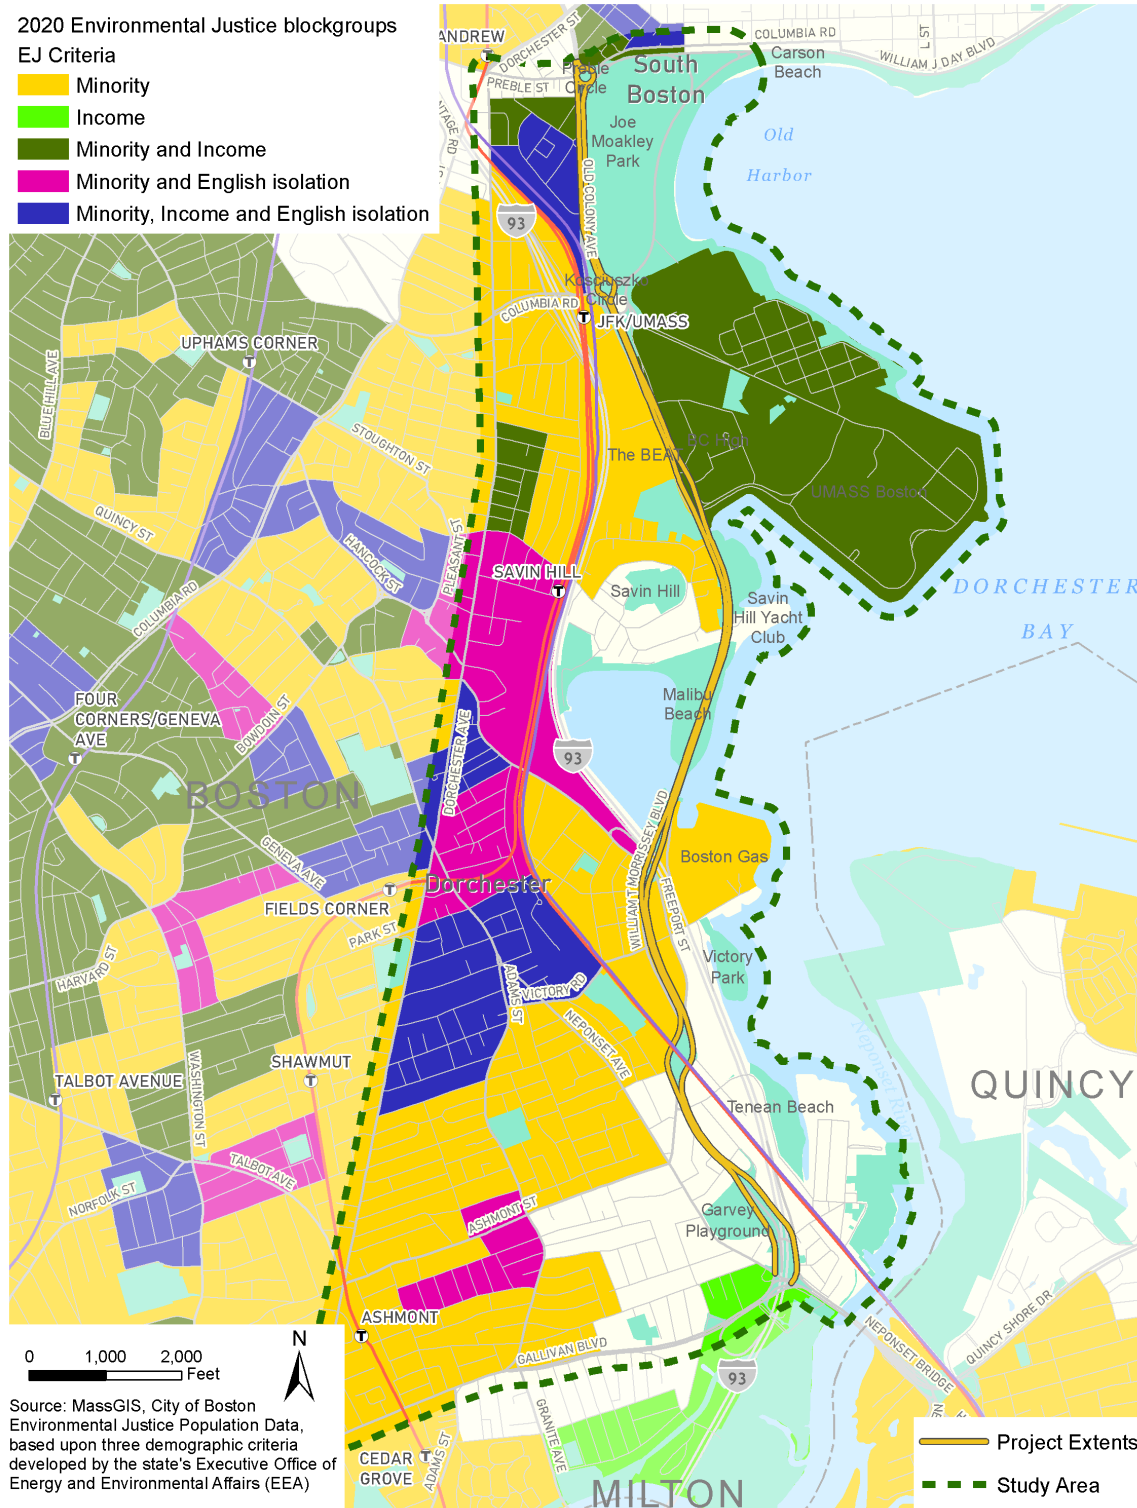 2020 Environmental Justice blockgroups
EJ Criteria
Minority
Income
Minority and Income
Minority and English isolation
Minority, Income and English isolation
ANDREW
DORCHESTER ST
PREBLE ST
Preble
Circle
South
Boston
COLUMBIA RD
Carson
Beach
L ST
WILLIAM J DAY BLVD
Joe
Moakley
Park
Old
Harbor
OLD COLONY AVE
93
Kosciuszko
Circle
COLUMBIA RD
JFK/UMASS
UPHAMS CORNER
BLUE HILL AVE
STOUGHTON ST
The BEAT
BC High
UMASS Boston
QUINCY ST
HANCOCK ST
PLEASANT ST
SAVIN HILL
Savin Hill
Savin
Hill Yacht
Club
DORCHESTER
BAY
COLUMBIA RD
FOUR
CORNERS/GENEVA
AVE
BOWDOIN ST
DORCHESTER AVE
Malibu
Beach
93
BOSTON
WILLIAM T MORRISSEY BLVD
GENEVA AVE
Boston Gas
Dorchester
FIELDS CORNER
FREEPORT ST
PARK ST
HARVARD ST
ADAMS ST
VICTORY RD
Victory
Park
NEPONSET AVE
SHAWMUT
TALBOT AVENUE
WASHINGTON ST
Tenean Beach
QUINCY
TALBOT AVE
NORFOLK ST
ASHMONT ST
Garvey
Playground
ASHMONT
GALLIVAN BLVD
NEPONSET BRIDGE
QUINCY SHORE DR
93
GRANITE AVE
ADAMS ST
CEDAR
GROVE
MILTON
N
0 1,000 2,000
Feet
Source: MassGIS, City of Boston
Environmental Justice Population Data,
based upon three demographic criteria
developed by the state's Executive Office of
Energy and Environmental Affairs (EEA)
Project Extents
Study Area